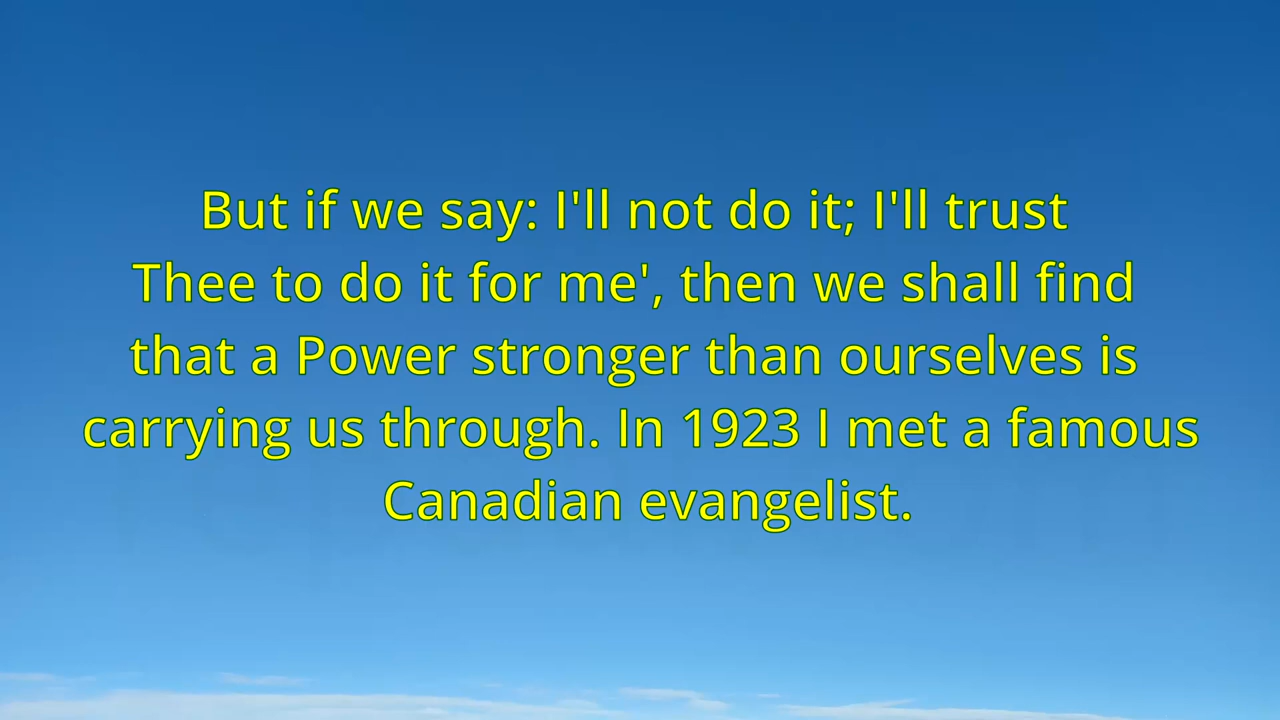 But if we say: I'll not do it; I'll trust
Thee to do it for me', then we shall find
that a Power stronger than ourselves is
carrying us through. In 1923 I met a famous
Canadian evangelist.